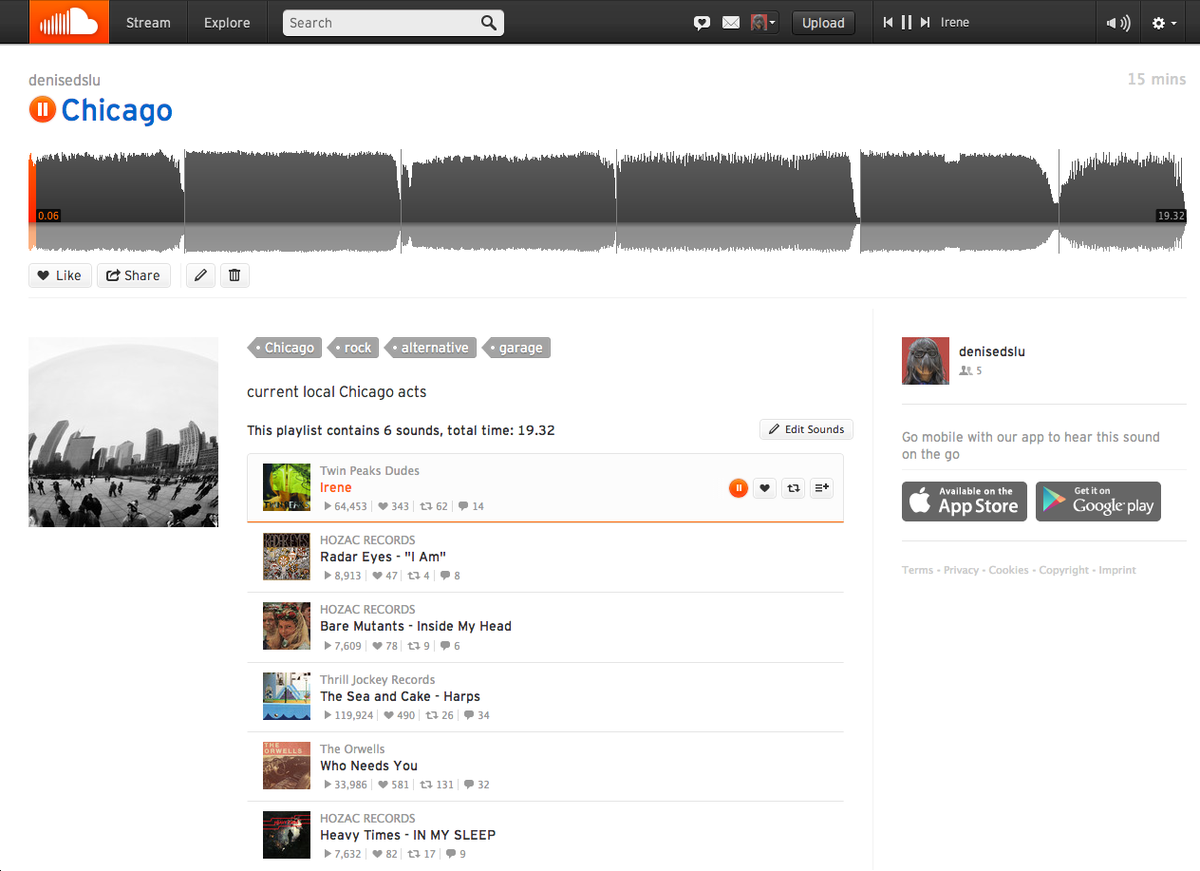 Stream Explore Search Upload Irene
denisedslu 15 mins
Chicago
0.06 19.32
Like Share
Chicago rock alternative garage
current local Chicago acts
This playlist contains 6 sounds, total time: 19.32 Edit Sounds
Twin Peaks Dudes
Irene
64,453 343 62 14
HOZAC RECORDS
Radar Eyes - "I Am"
8,913 47 4 8
HOZAC RECORDS
Bare Mutants - Inside My Head
7,609 78 9 6
Thrill Jockey Records
The Sea and Cake - Harps
119,924 490 26 34
THE
ORWELLS
The Orwells
Who Needs You
33,986 581 131 32
HOZAC RECORDS
Heavy Times - IN MY SLEEP
7,632 82 17 9
denisedslu
5
Go mobile with our app to hear this sound
on the go
Available on the
App Store
Get it on
Google play
Terms - Privacy - Cookies - Copyright - Imprint